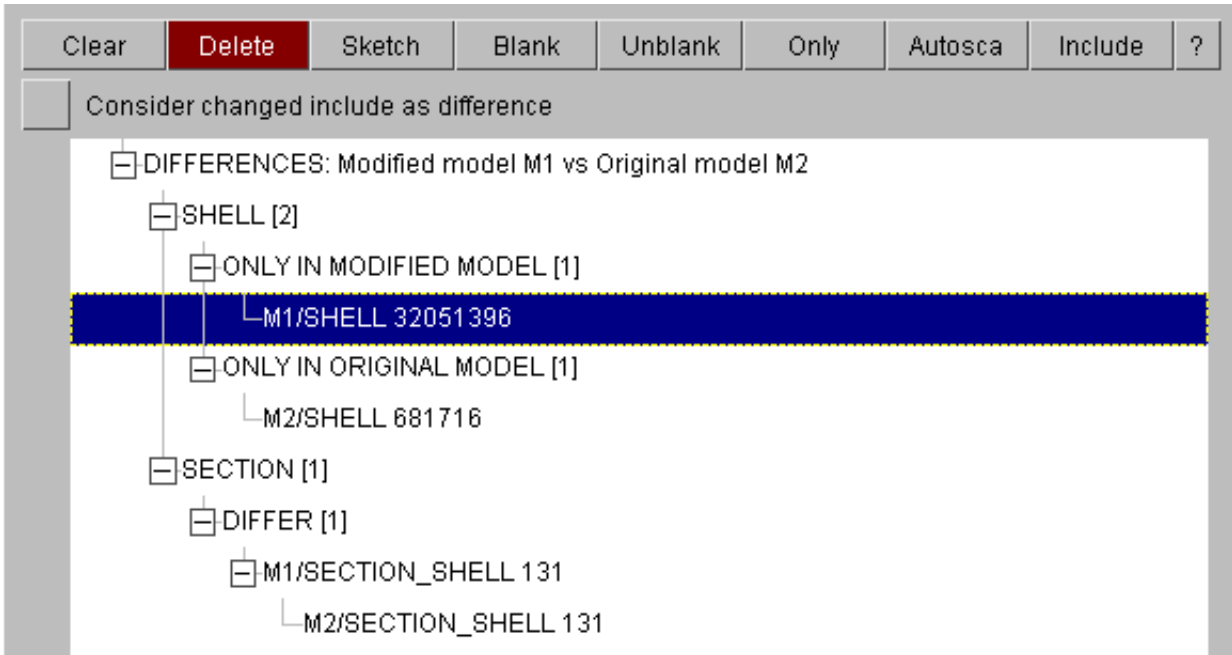 Clear Delete Sketch Blank Unblank Only Autosca Include ?
Consider changed include as difference
DIFFERENCES: Modified model M1 vs Original model M2
SHELL [2]
ONLY IN MODIFIED MODEL [1]
M1/SHELL 32051396
ONLY IN ORIGINAL MODEL [1]
M2/SHELL 681716
SECTION [1]
DIFFER [1]
M1/SECTION_SHELL 131
M2/SECTION_SHELL 131